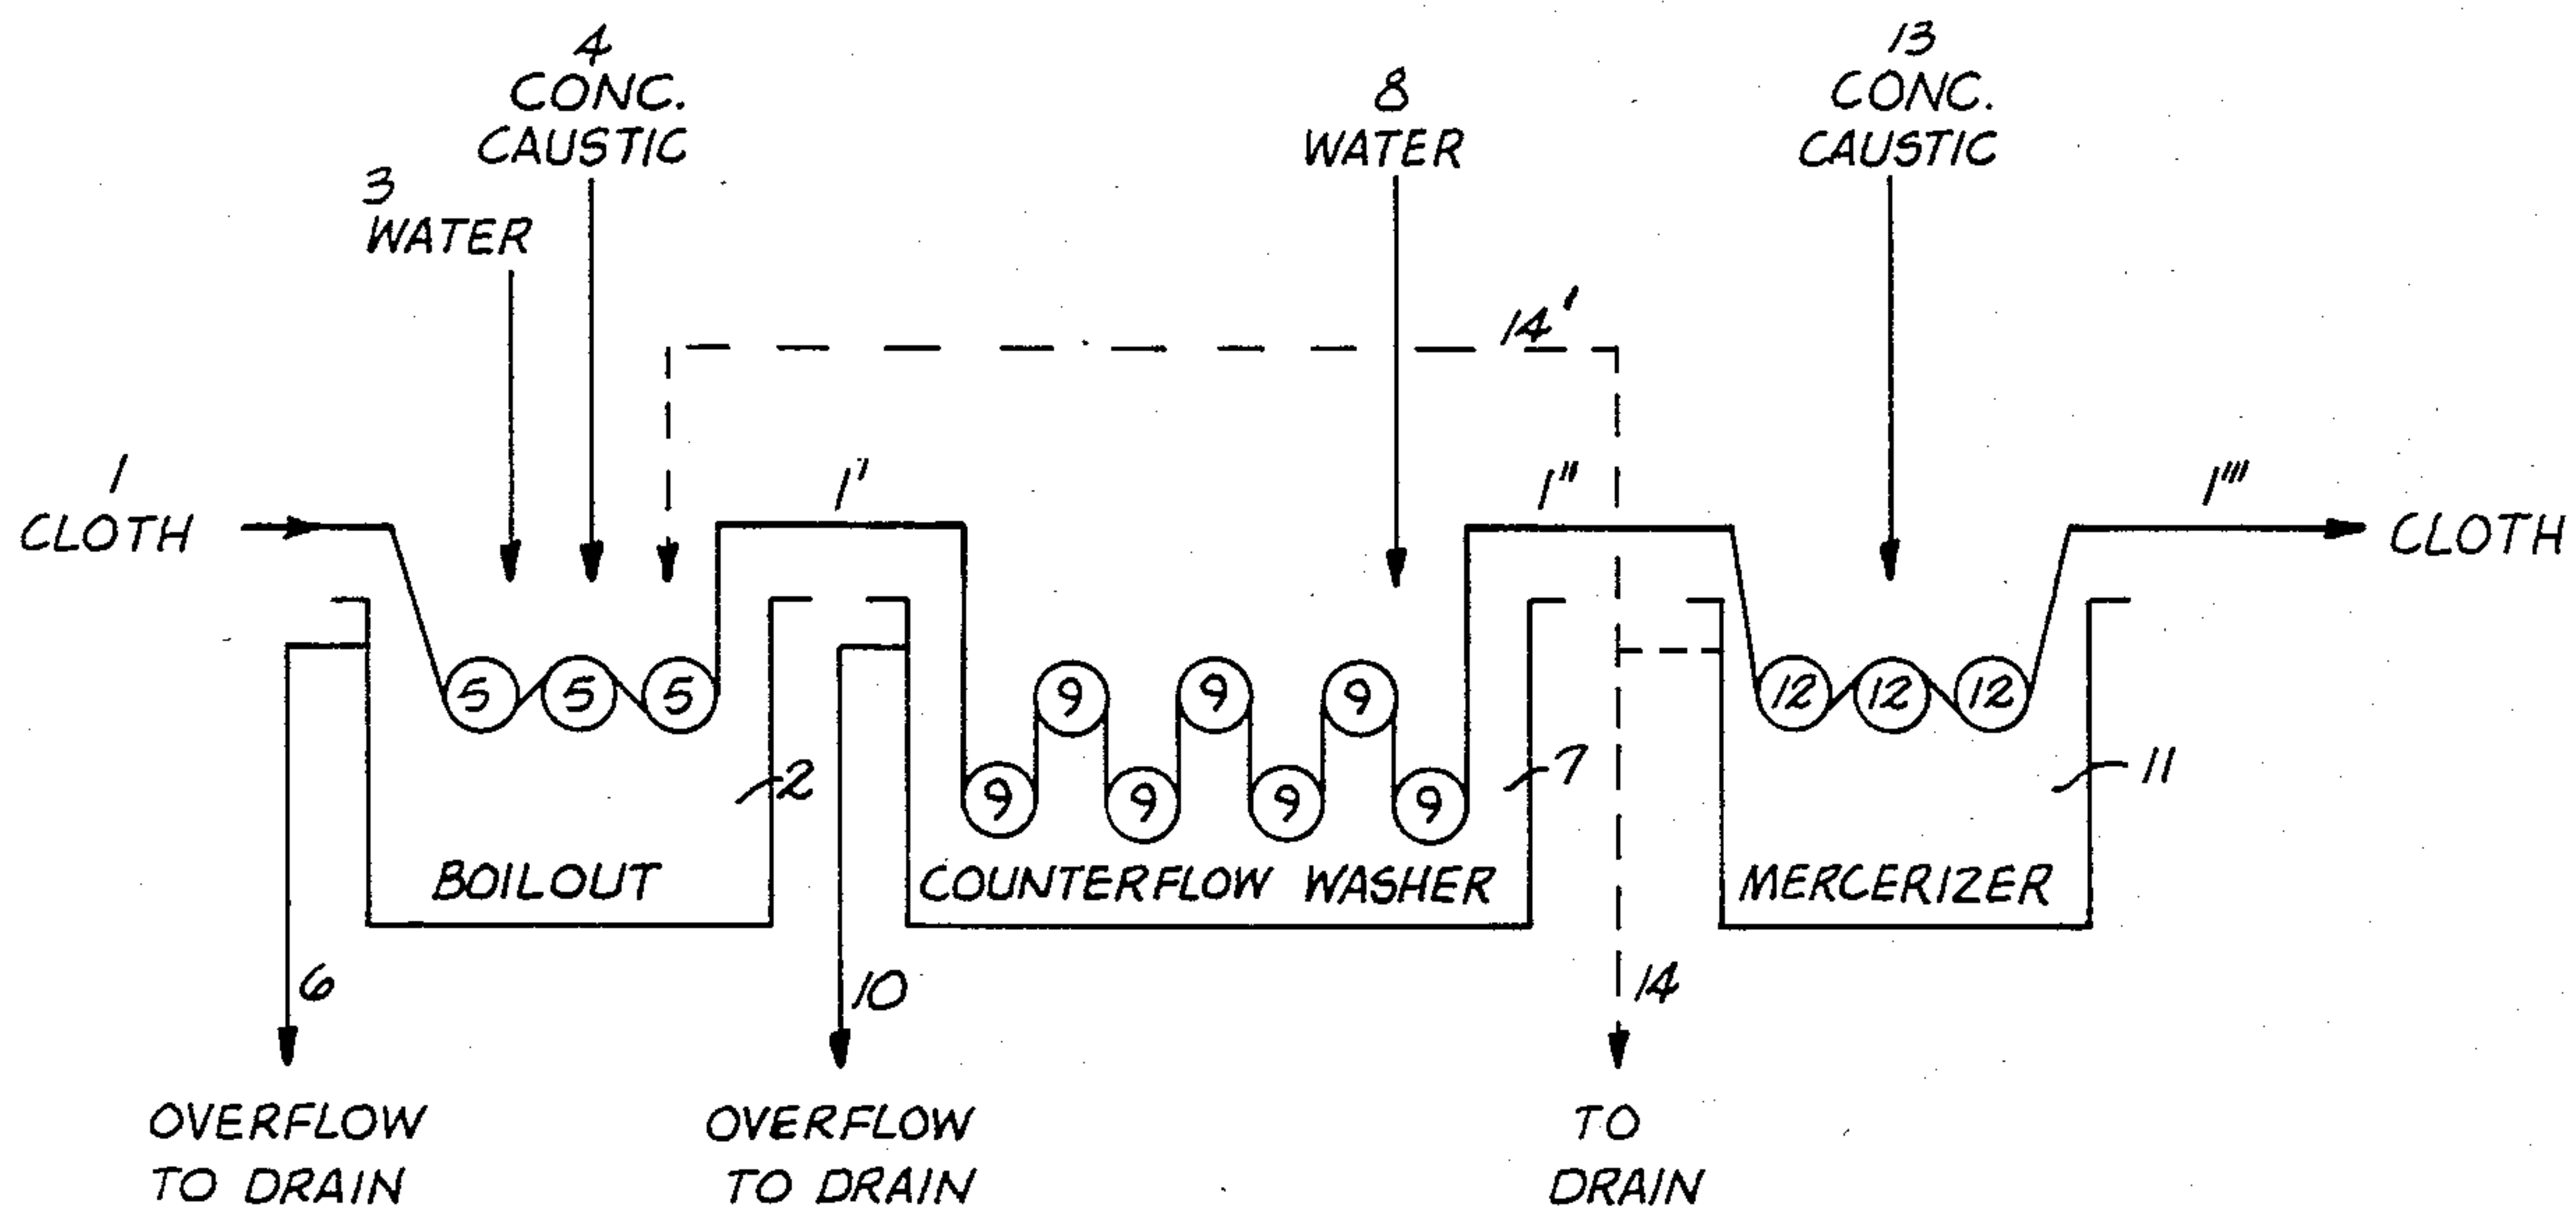 4
CONC.
CAUSTIC
3
WATER
8
WATER
13
CONC.
CAUSTIC
14'
1
CLOTH
1'
1"
1'''
CLOTH
5 5 5
9 9 9
9 9 9 9
12 12 12
2
7
11
BOILOUT
COUNTERFLOW WASHER
MERCERIZER
6
10
14
OVERFLOW
TO DRAIN
OVERFLOW
TO DRAIN
TO
DRAIN